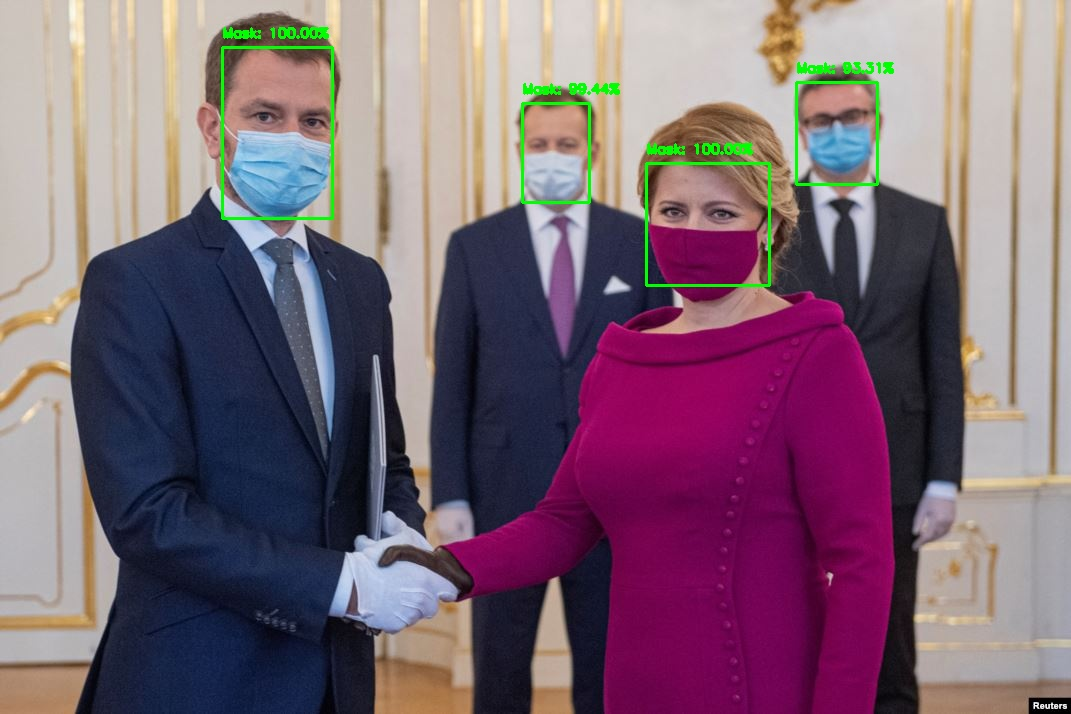 Mask: 100.00%
Mask: 99.44%
Mask: 100.00%
Mask: 93.31%
Reuters